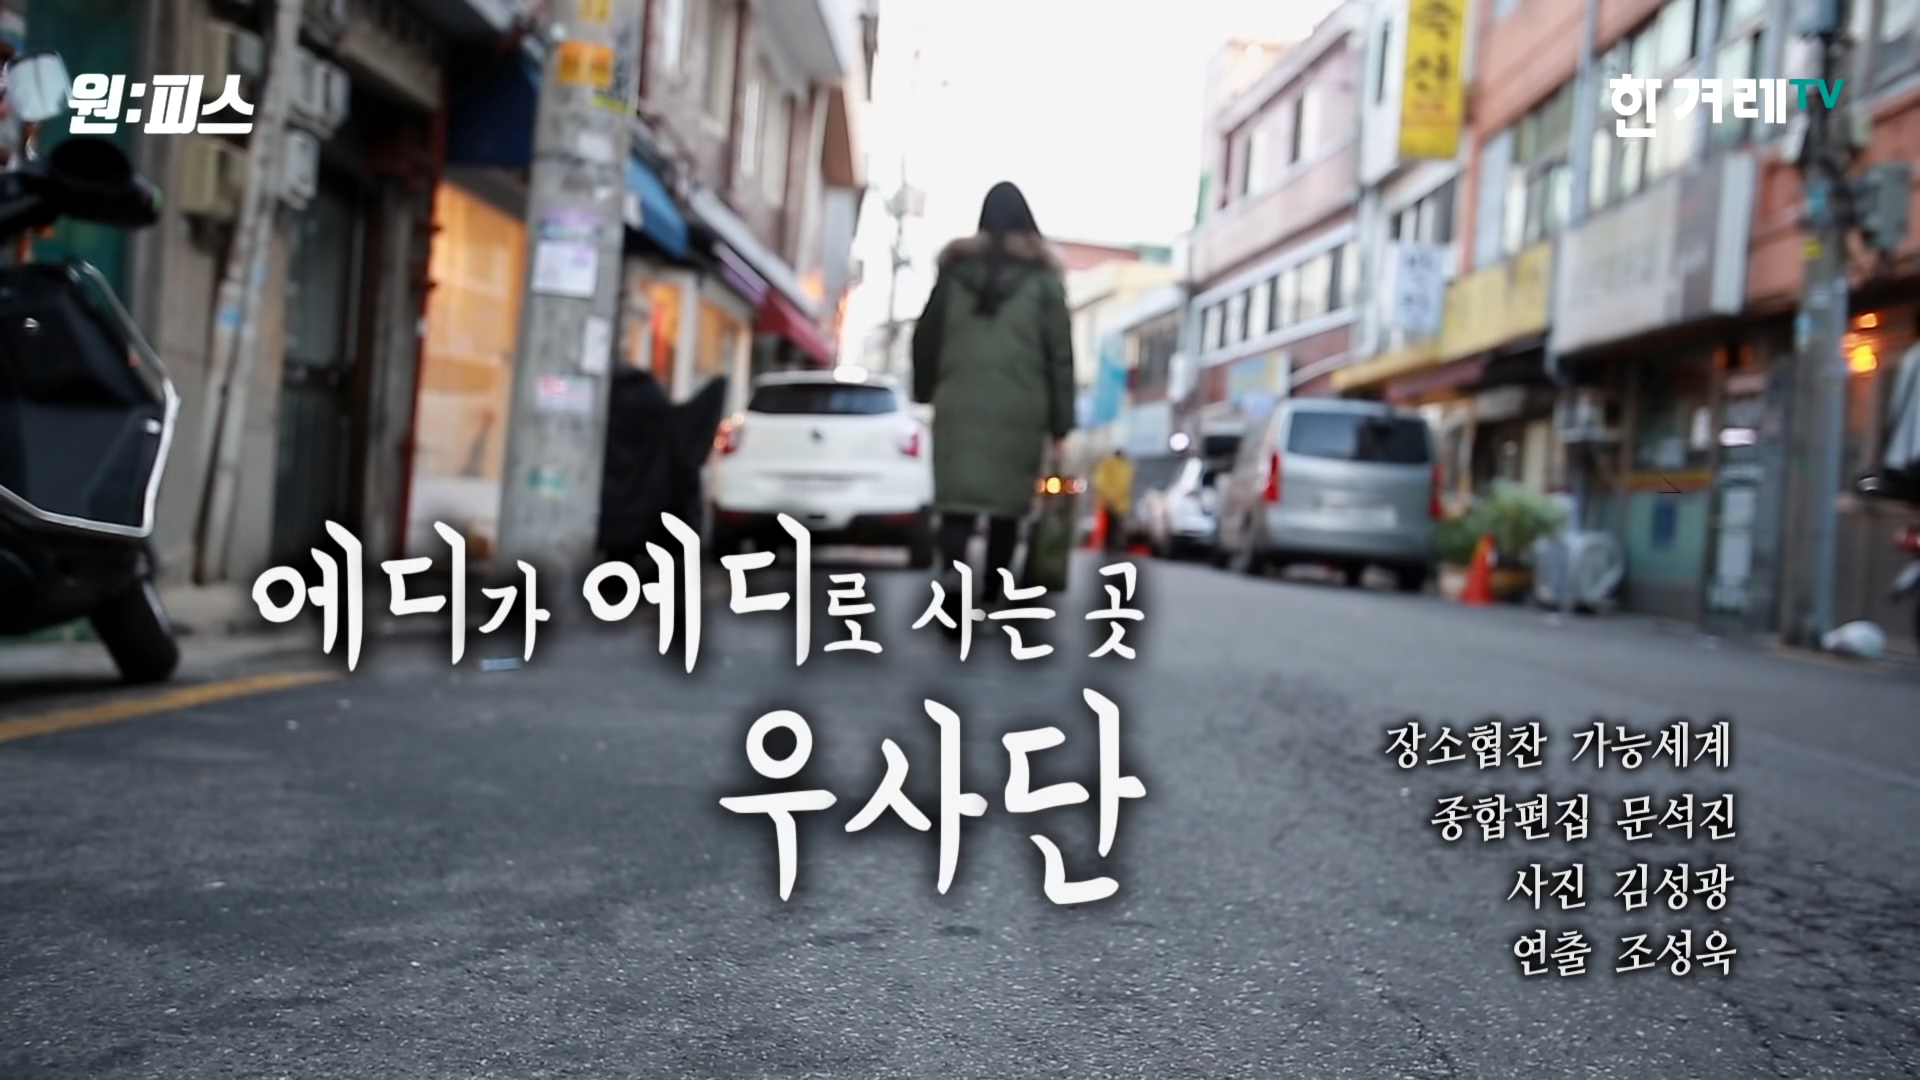 원:피스
한겨레TV
에디가 에디로 사는 곳
우사단
장소협찬 가능세계
종합편집 문석진
사진 김성광
연출 조성욱